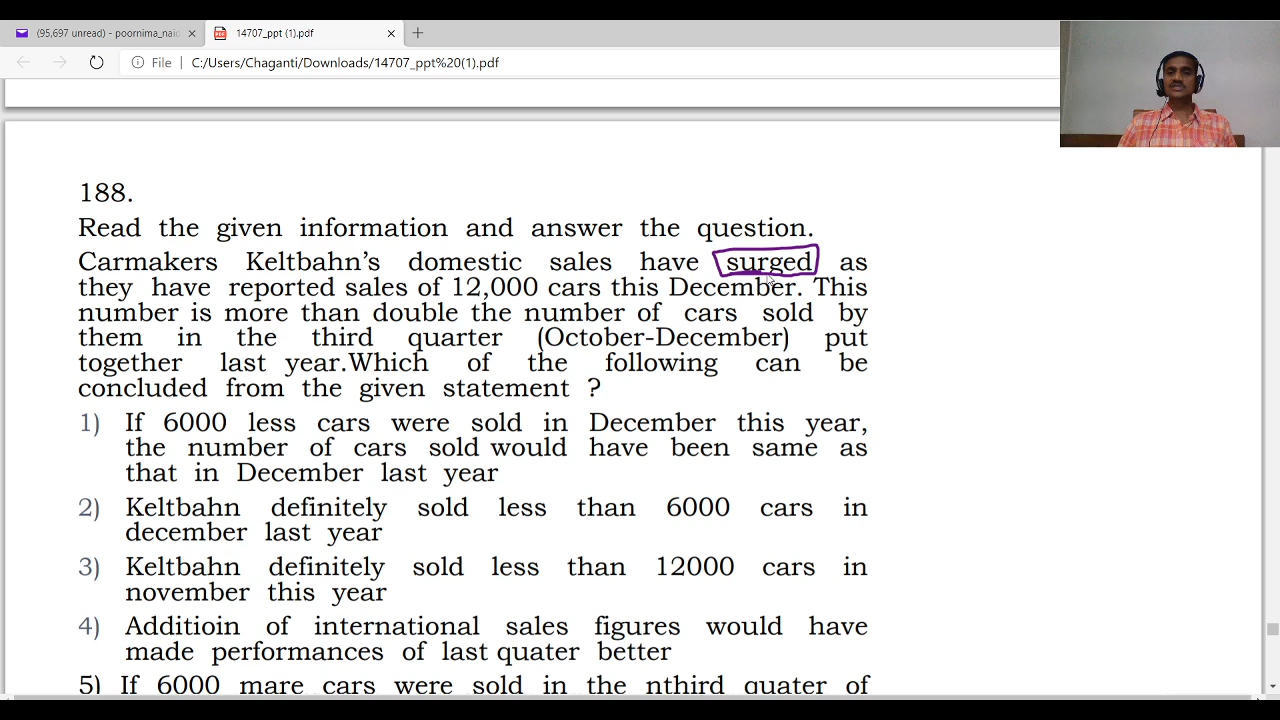 (95,697 unread) - poornima_naid
14707_ppt (1).pdf
File | C:/Users/Chaganti/Downloads/14707_ppt%20(1).pdf
188.
Read the given information and answer the question.
Carmakers Keltbahn's domestic sales have surged as
they have reported sales of 12,000 cars this December. This
number is more than double the number of cars sold by
them in the third quarter (October-December) put
together last year.Which of the following can be
concluded from the given statement ?
1) If 6000 less cars were sold in December this year,
the number of cars sold would have been same as
that in December last year
2) Keltbahn definitely sold less than 6000 cars in
december last year
3) Keltbahn definitely sold less than 12000 cars in
november this year
4) Additioin of international sales figures would have
made performances of last quater better
5) If 6000 mare cars were sold in the nthird quater of